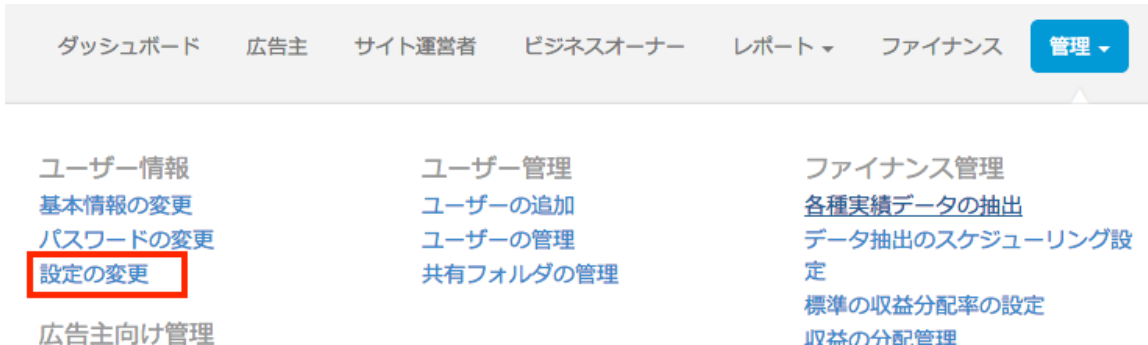 ダッシュボード 広告主 サイト運営者 ビジネスオーナー レポート ファイナンス 管理
ユーザー情報
基本情報の変更
パスワードの変更
設定の変更
広告主向け管理
ユーザー管理
ユーザーの追加
ユーザーの管理
共有フォルダの管理
ファイナンス管理
各種実績データの抽出
データ抽出のスケジューリング設
定
標準の収益分配率の設定
収益の分配管理